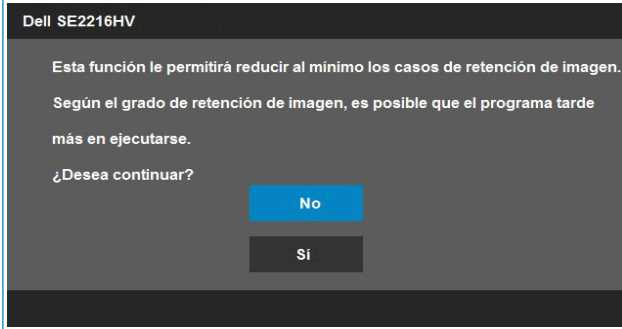 Dell SE2216HV
Esta función le permitirá reducir al mínimo los casos de retención de imagen.
Según el grado de retención de imagen, es posible que el programa tarde
más en ejecutarse.
¿Desea continuar?
No
Sí